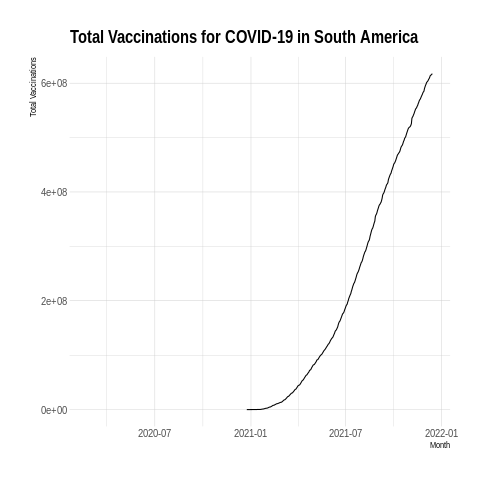 Total Vaccinations for COVID-19 in South America
Total Vaccinations
6e+08
4e+08
2e+08
0e+00
2020-07 2021-01 2021-07 2022-01
Month